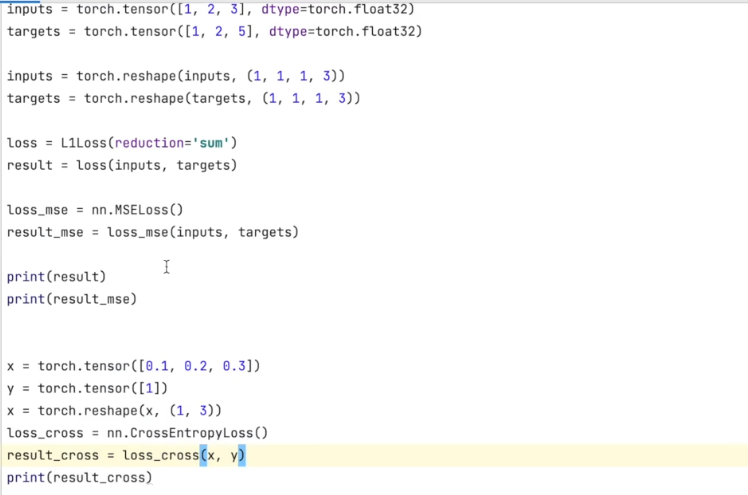 inputs = torch.tensor([1, 2, 3], dtype=torch.float32)
targets = torch.tensor([1, 2, 5], dtype=torch.float32)
inputs = torch.reshape(inputs, (1, 1, 1, 3))
targets = torch.reshape(targets, (1, 1, 1, 3))
loss = L1Loss(reduction='sum')
result = loss(inputs, targets)
loss_mse = nn.MSELoss()
result_mse = loss_mse(inputs, targets)
print(result)
print(result_mse)
x = torch.tensor([0.1, 0.2, 0.3])
y = torch.tensor([1])
x = torch.reshape(x, (1, 3))
loss_cross = nn.CrossEntropyLoss()
result_cross = loss_cross(x, y)
print(result_cross)